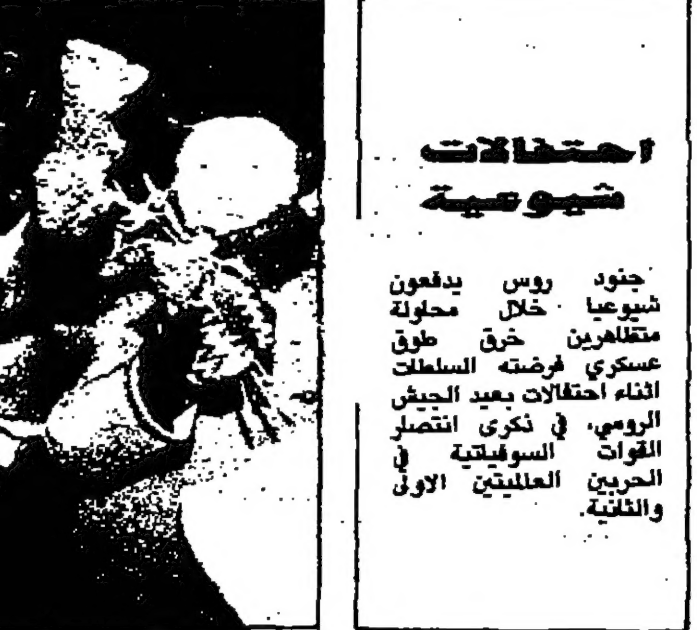 احتفالات
شيوعية
جنود روس يدفعون
شيوعيا خلال محاولة
متظاهرين خرق طوق
عسكري فرضته السلطات
اثناء احتفالات بعيد الجيش
الروسي، في ذكرى انتصار
القوات السوفياتية في
الحربين العالميتين الاولى
والثانية.